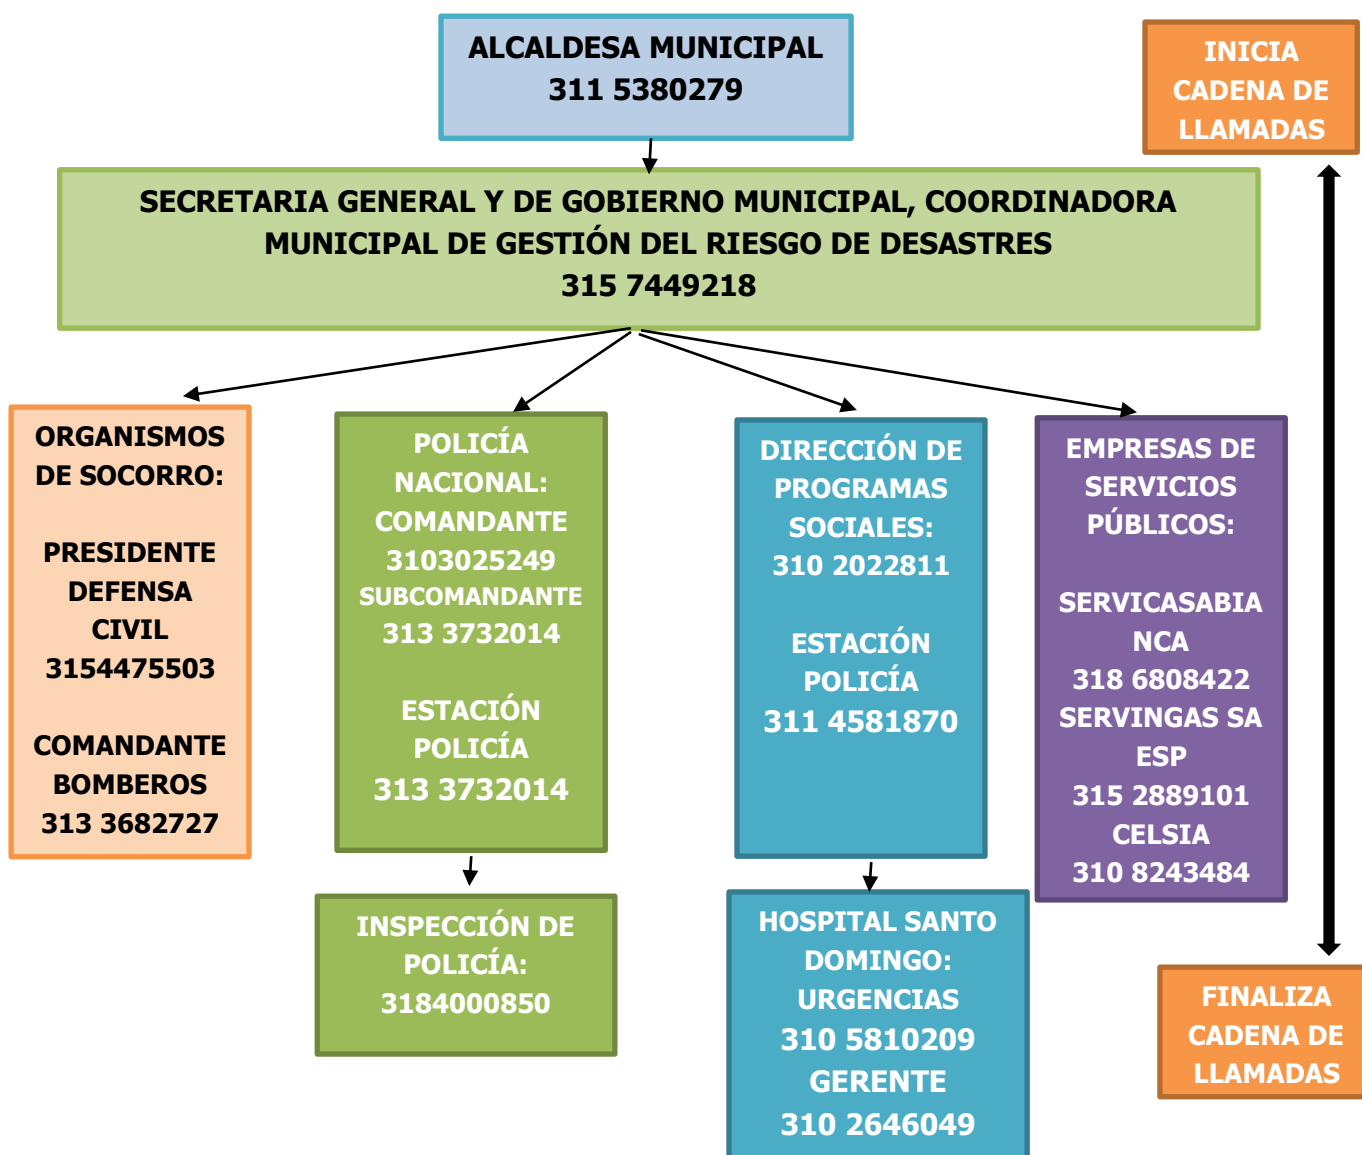 ALCALDESA MUNICIPAL
311 5380279
INICIA
CADENA DE
LLAMADAS
SECRETARIA GENERAL Y DE GOBIERNO MUNICIPAL, COORDINADORA
MUNICIPAL DE GESTIÓN DEL RIESGO DE DESASTRES
315 7449218
ORGANISMOS
DE SOCORRO:
PRESIDENTE
DEFENSA
CIVIL
3154475503
COMANDANTE
BOMBEROS
313 3682727
POLICÍA
NACIONAL:
COMANDANTE
3103025249
SUBCOMANDANTE
313 3732014
ESTACIÓN
POLICÍA
313 3732014
DIRECCIÓN DE
PROGRAMAS
SOCIALES:
310 2022811
ESTACIÓN
POLICÍA
311 4581870
EMPRESAS DE
SERVICIOS
PÚBLICOS:
SERVICASABIA
NCA
318 6808422
SERVINGAS SA
ESP
315 2889101
CELSIA
310 8243484
INSPECCIÓN DE
POLICÍA:
3184000850
HOSPITAL SANTO
DOMINGO:
URGENCIAS
310 5810209
GERENTE
310 2646049
FINALIZA
CADENA DE
LLAMADAS